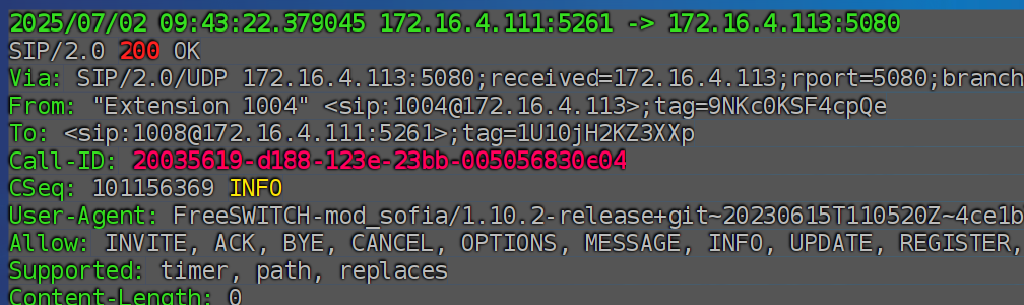 2025/07/02 09:43:22.379045 172.16.4.111:5261 -> 172.16.4.113:5080
SIP/2.0 200 OK
Via: SIP/2.0/UDP 172.16.4.113:5080;received=172.16.4.113;rport=5080;branch
From: "Extension 1004" <sip:1004@172.16.4.113>;tag=9NKc0KSF4cpQe
To: <sip:1008@172.16.4.111:5261>;tag=1U10jH2KZ3XXp
Call-ID: 20035619-d188-123e-23bb-005056830e04
CSeq: 101156369 INFO
User-Agent: FreeSWITCH-mod_sofia/1.10.2-release+git~20230615T110520Z~4ce1b
Allow: INVITE, ACK, BYE, CANCEL, OPTIONS, MESSAGE, INFO, UPDATE, REGISTER,
Supported: timer, path, replaces
Content-Length: 0